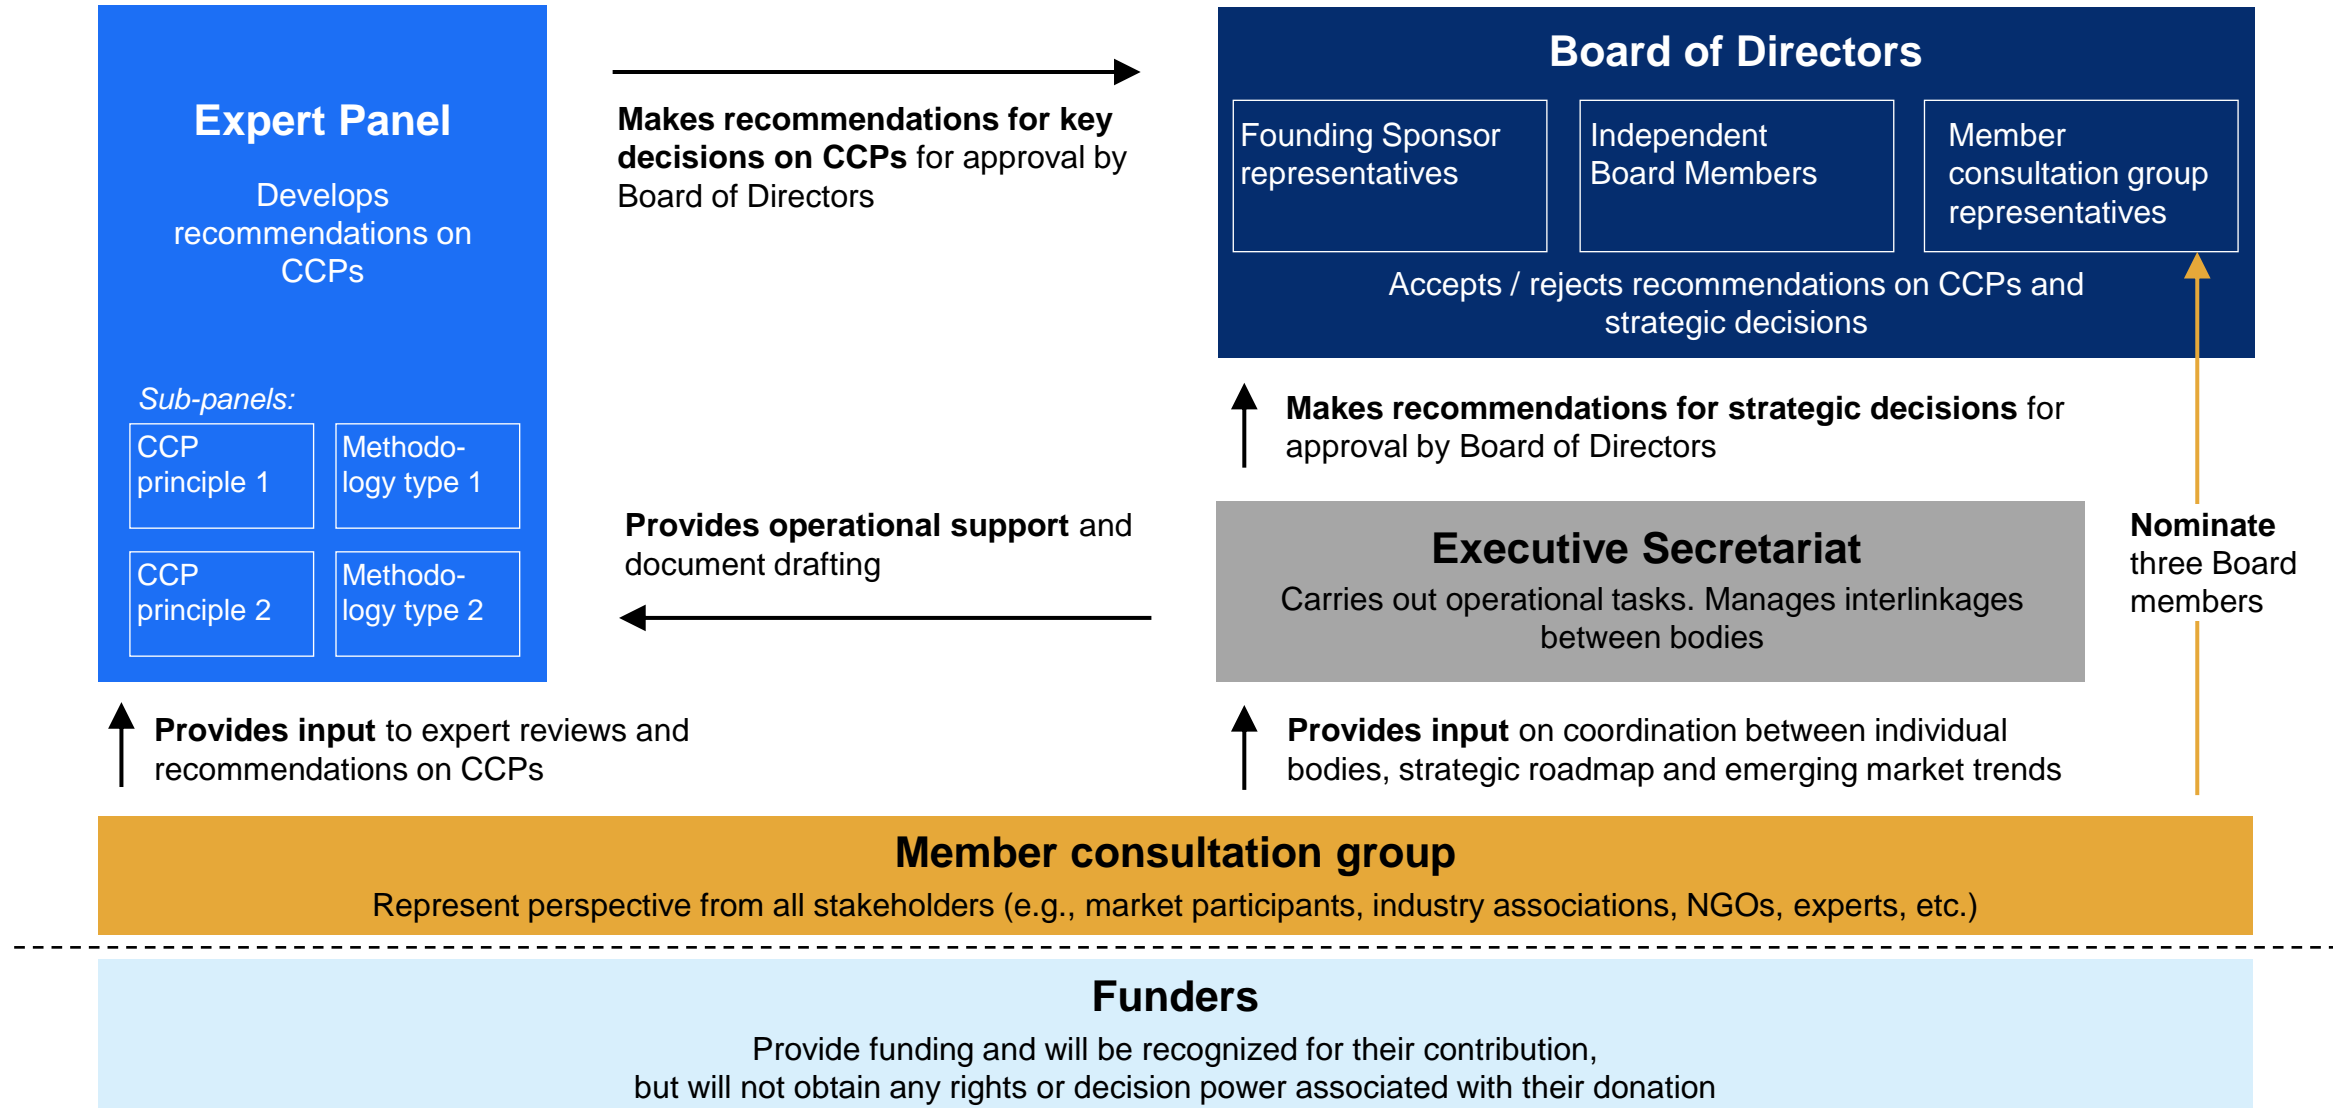 Expert Panel
Develops
recommendations on
CCPs
Sub-panels:
CCP
principle 1
Methodo-
logy type 1
CCP
principle 2
Methodo-
logy type 2
Makes recommendations for key
decisions on CCPs for approval by
Board of Directors
Board of Directors
Founding Sponsor
representatives
Independent
Board Members
Member
consultation group
representatives
Accepts / rejects recommendations on CCPs and
strategic decisions
Makes recommendations for strategic decisions for
approval by Board of Directors
Provides operational support and
document drafting
Executive Secretariat
Carries out operational tasks. Manages interlinkages
between bodies
Nominate
three Board
members
Provides input to expert reviews and
recommendations on CCPs
Provides input on coordination between individual
bodies, strategic roadmap and emerging market trends
Member consultation group
Represent perspective from all stakeholders (e.g., market participants, industry associations, NGOs, experts, etc.)
Funders
Provide funding and will be recognized for their contribution,
but will not obtain any rights or decision power associated with their donation